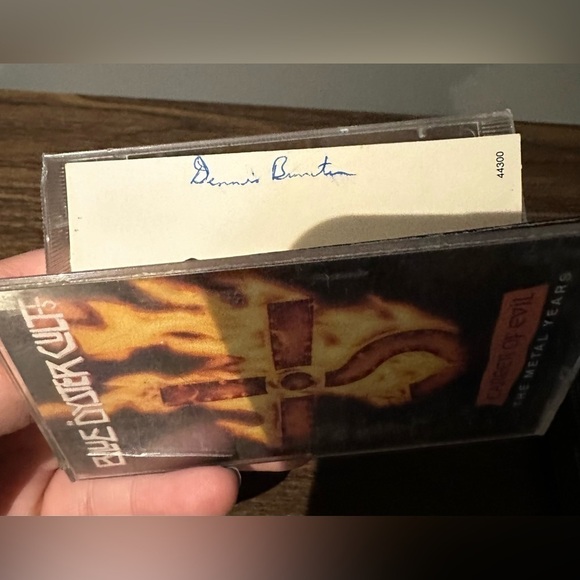 Dennis
44300
BLUE ÖYSTER CULT
CAREER OF EVIL
THE METAL YEARS